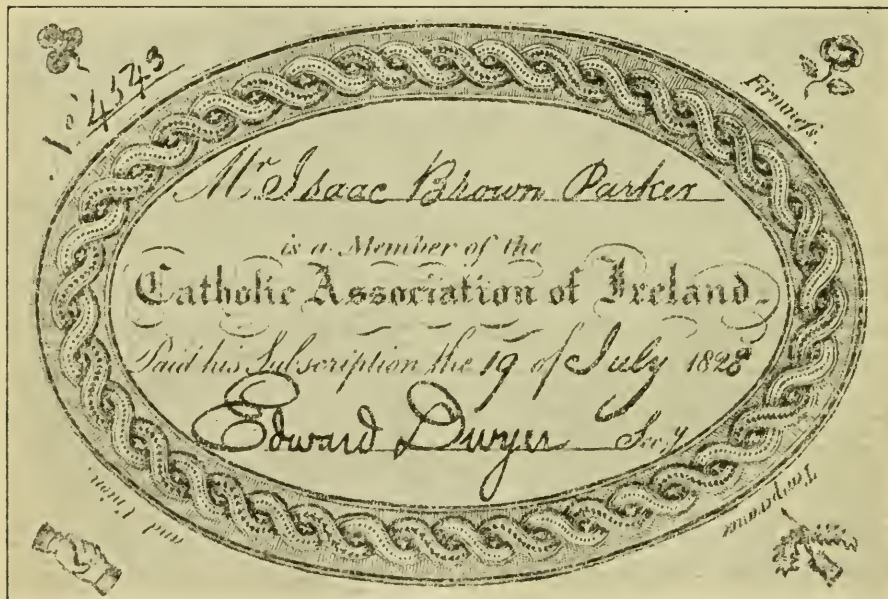 No. 4543
Firmness.
Mr. Isaac Brown Parker
is a Member of the
Catholic Association of Ireland.
Paid his Subscription the 19 of July 1828
Edward Dwyer Secy
and Union.
Temperance